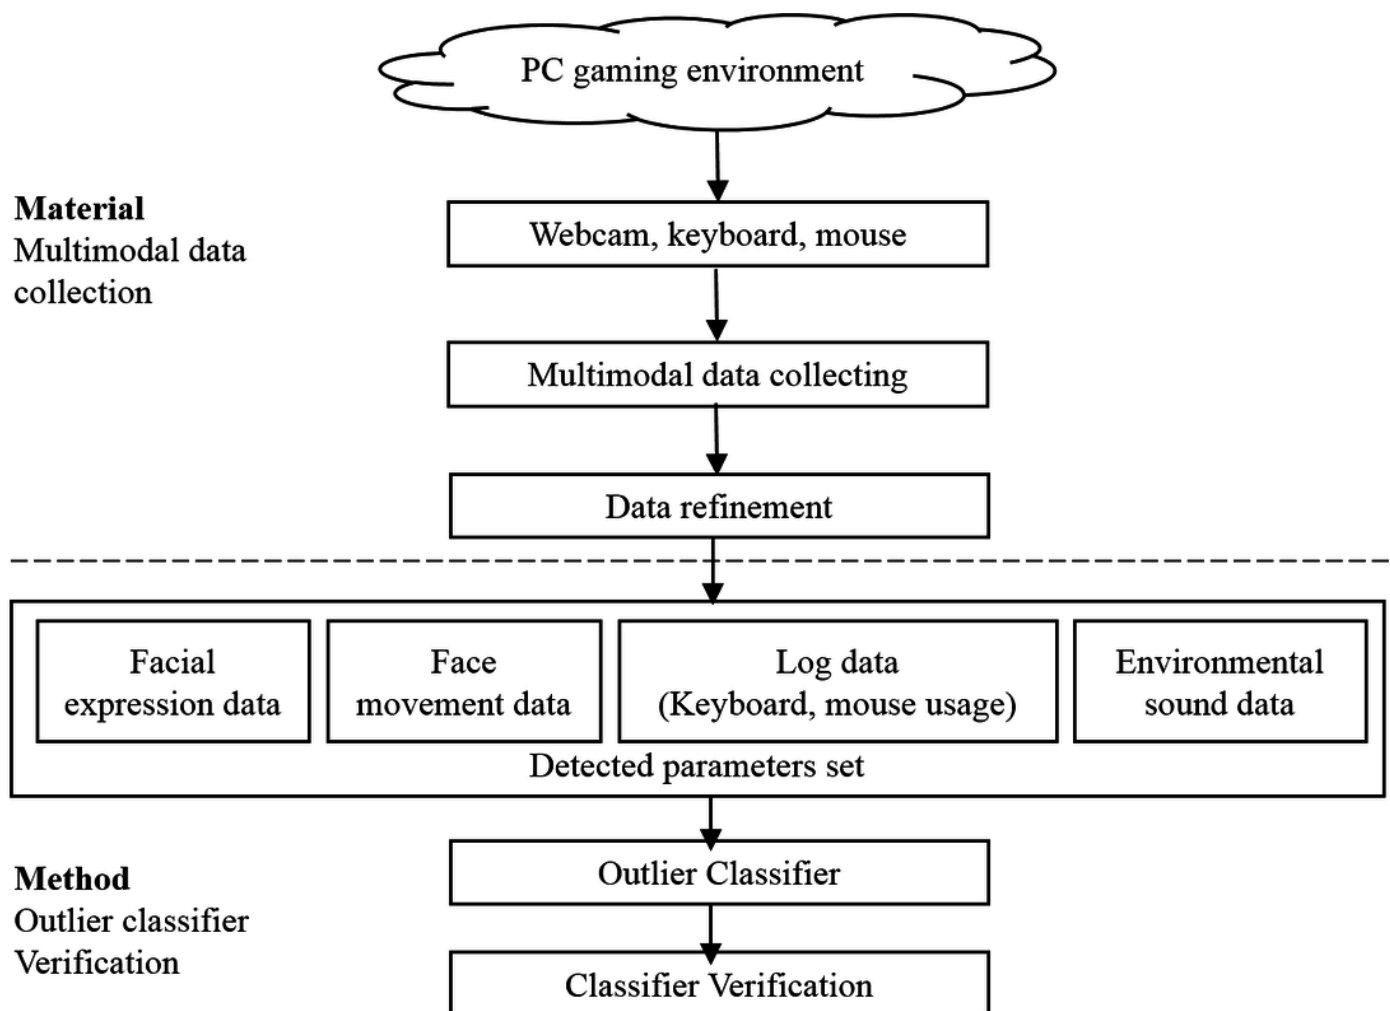 PC gaming environment
Material
Multimodal data
collection
Webcam, keyboard, mouse
Multimodal data collecting
Data refinement
Facial
expression data
Face
movement data
Log data
(Keyboard, mouse usage)
Environmental
sound data
Detected parameters set
Method
Outlier classifier
Verification
Outlier Classifier
Classifier Verification